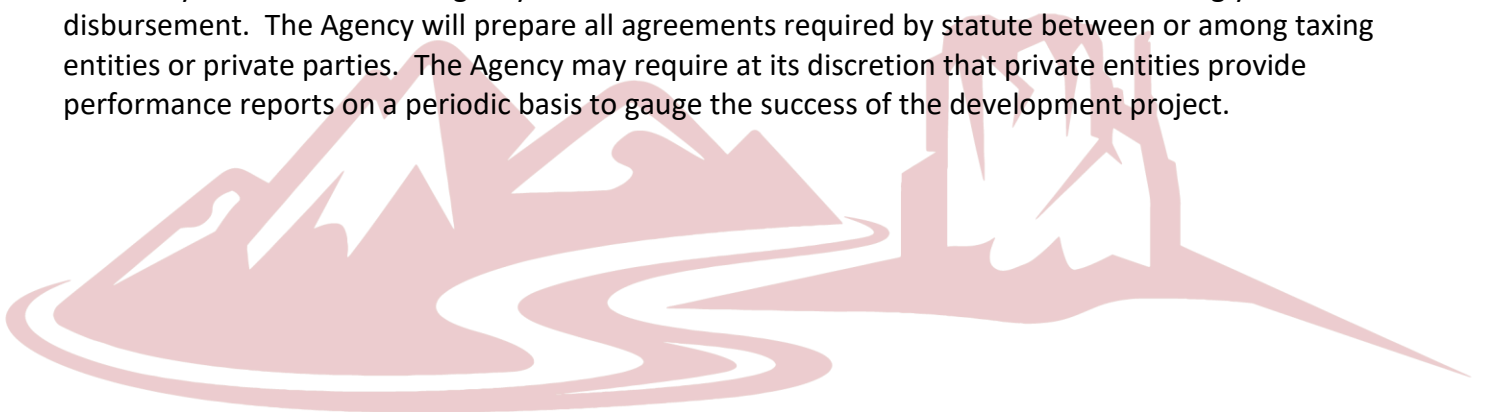 disbursement.  The Agency will prepare all agreements required by statute between or among taxing
entities or private parties.  The Agency may require at its discretion that private entities provide
performance reports on a periodic basis to gauge the success of the development project.